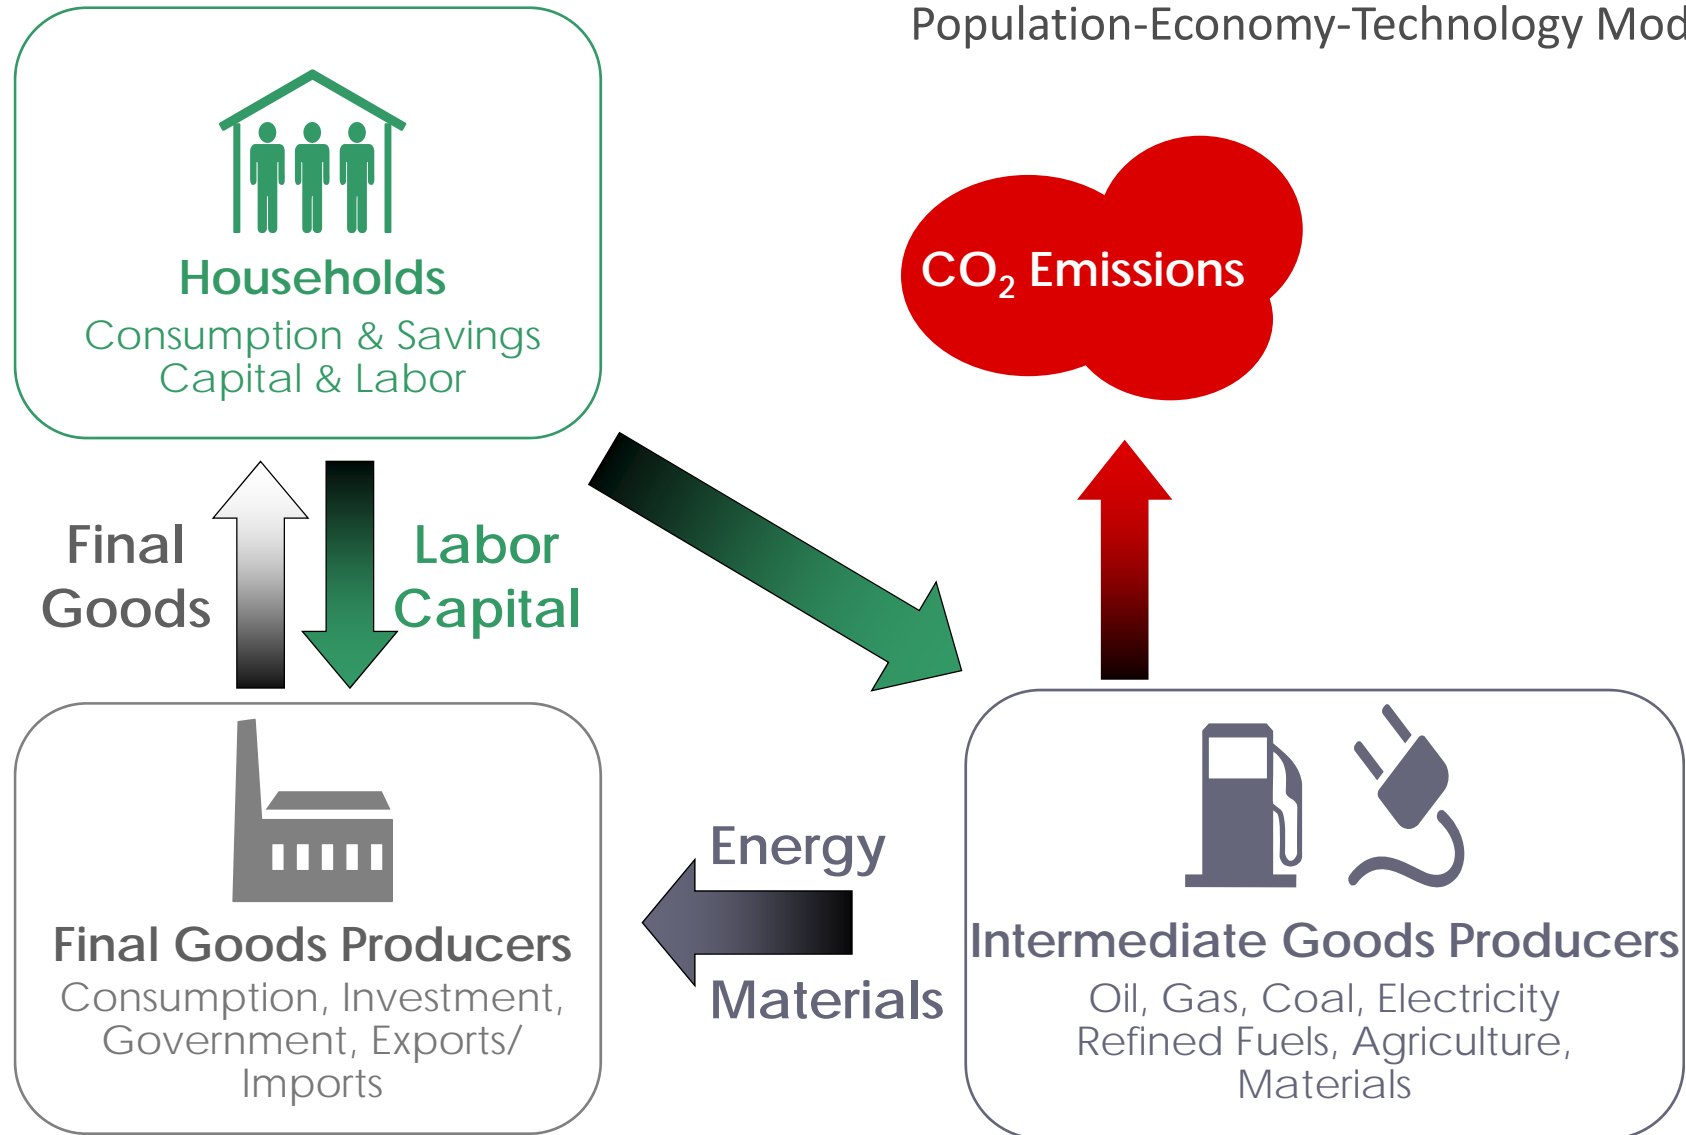 Population-Economy-Technology Mod
Households
Consumption & Savings
Capital & Labor
CO₂ Emissions
Final
Goods
Labor
Capital
Energy
Materials
Final Goods Producers
Consumption, Investment,
Government, Exports/
Imports
Intermediate Goods Producers
Oil, Gas, Coal, Electricity
Refined Fuels, Agriculture,
Materials